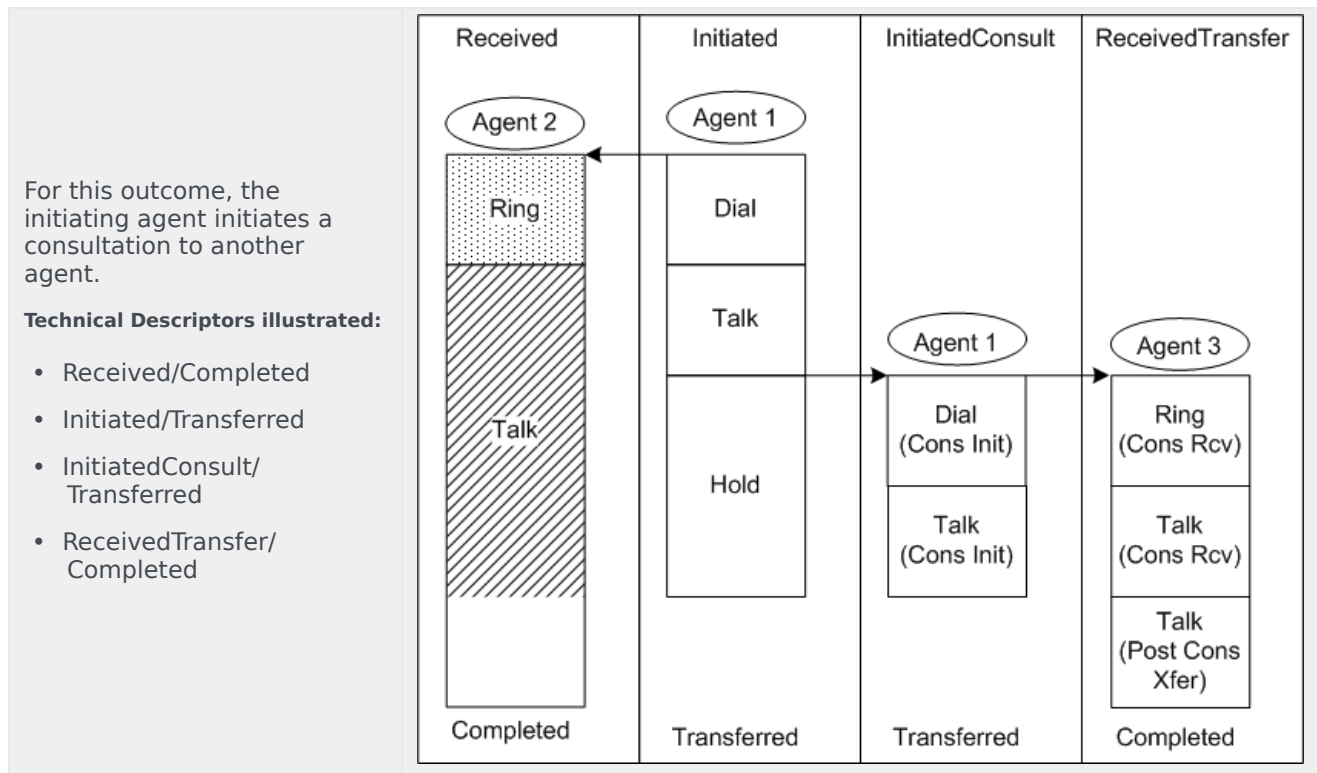 For this outcome, the
initiating agent initiates a
consultation to another
agent.
Technical Descriptors illustrated:
• Received/Completed
• Initiated/Transferred
• InitiatedConsult/
Transferred
• ReceivedTransfer/
Completed
Received
Initiated
InitiatedConsult
ReceivedTransfer
Agent 2
Agent 1
Ring
Dial
Talk
Talk
Hold
Agent 1
Agent 3
Dial
(Cons Init)
Ring
(Cons Rcv)
Talk
(Cons Init)
Talk
(Cons Rcv)
Talk
(Post Cons
Xfer)
Completed
Transferred
Transferred
Completed